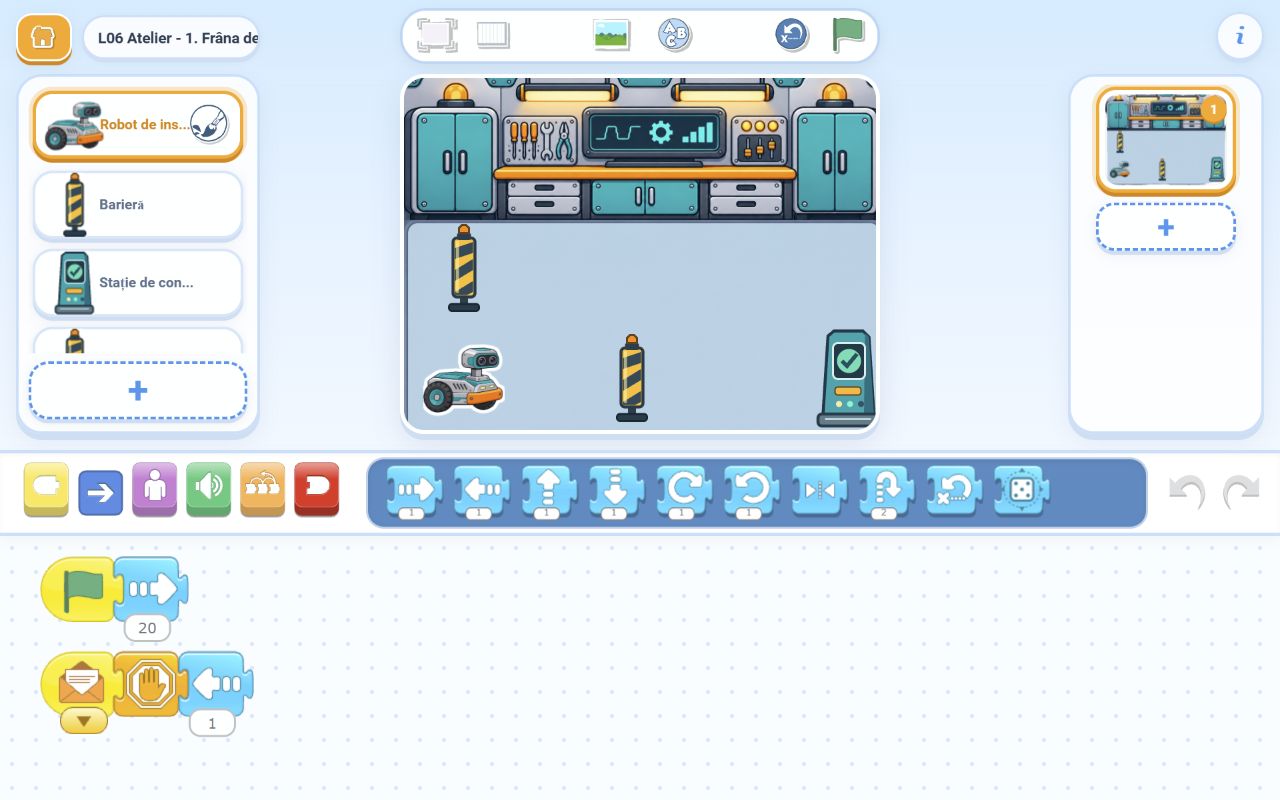 L06 Atelier - 1. Frâna de
A
B
C
x
i
Robot de ins...
Barieră
Stație de con...
1
+
+
1
1
1
1
1
1
2
x
20
1